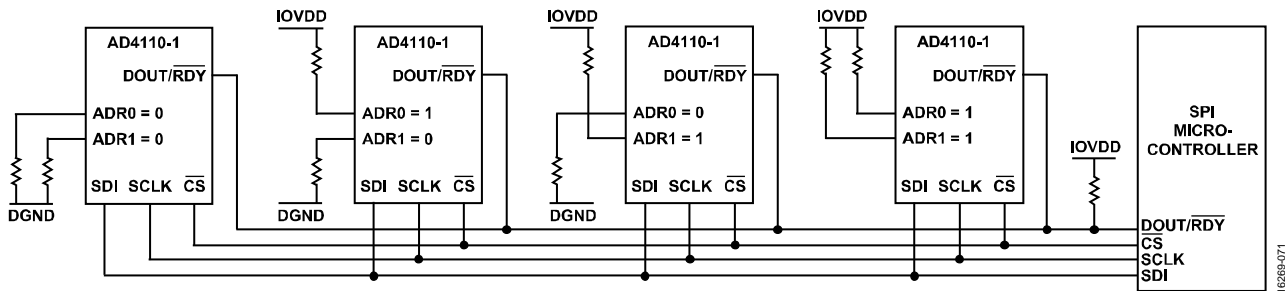 IOVDD
IOVDD
IOVDD
AD4110-1
AD4110-1
AD4110-1
AD4110-1
DOUT/RDY
DOUT/RDY
DOUT/RDY
DOUT/RDY
ADR0 = 0
ADR0 = 1
ADR0 = 0
ADR0 = 1
ADR1 = 0
ADR1 = 0
ADR1 = 1
ADR1 = 1
SPI
MICRO-
CONTROLLER
IOVDD
SDI SCLK CS
SDI SCLK CS
SDI SCLK CS
SDI SCLK CS
DGND
DGND
DGND
DOUT/RDY
CS
SCLK
SDI
16269-071